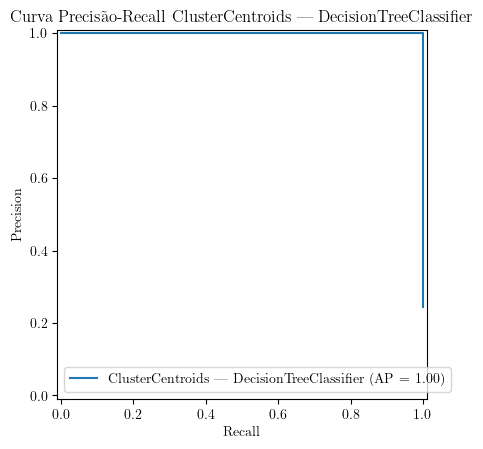 Curva Precisão-Recall ClusterCentroids — DecisionTreeClassifier
1.0
0.8
0.6
0.4
0.2
0.0
Precision
ClusterCentroids — DecisionTreeClassifier (AP = 1.00)
0.0 0.2 0.4 0.6 0.8 1.0
Recall